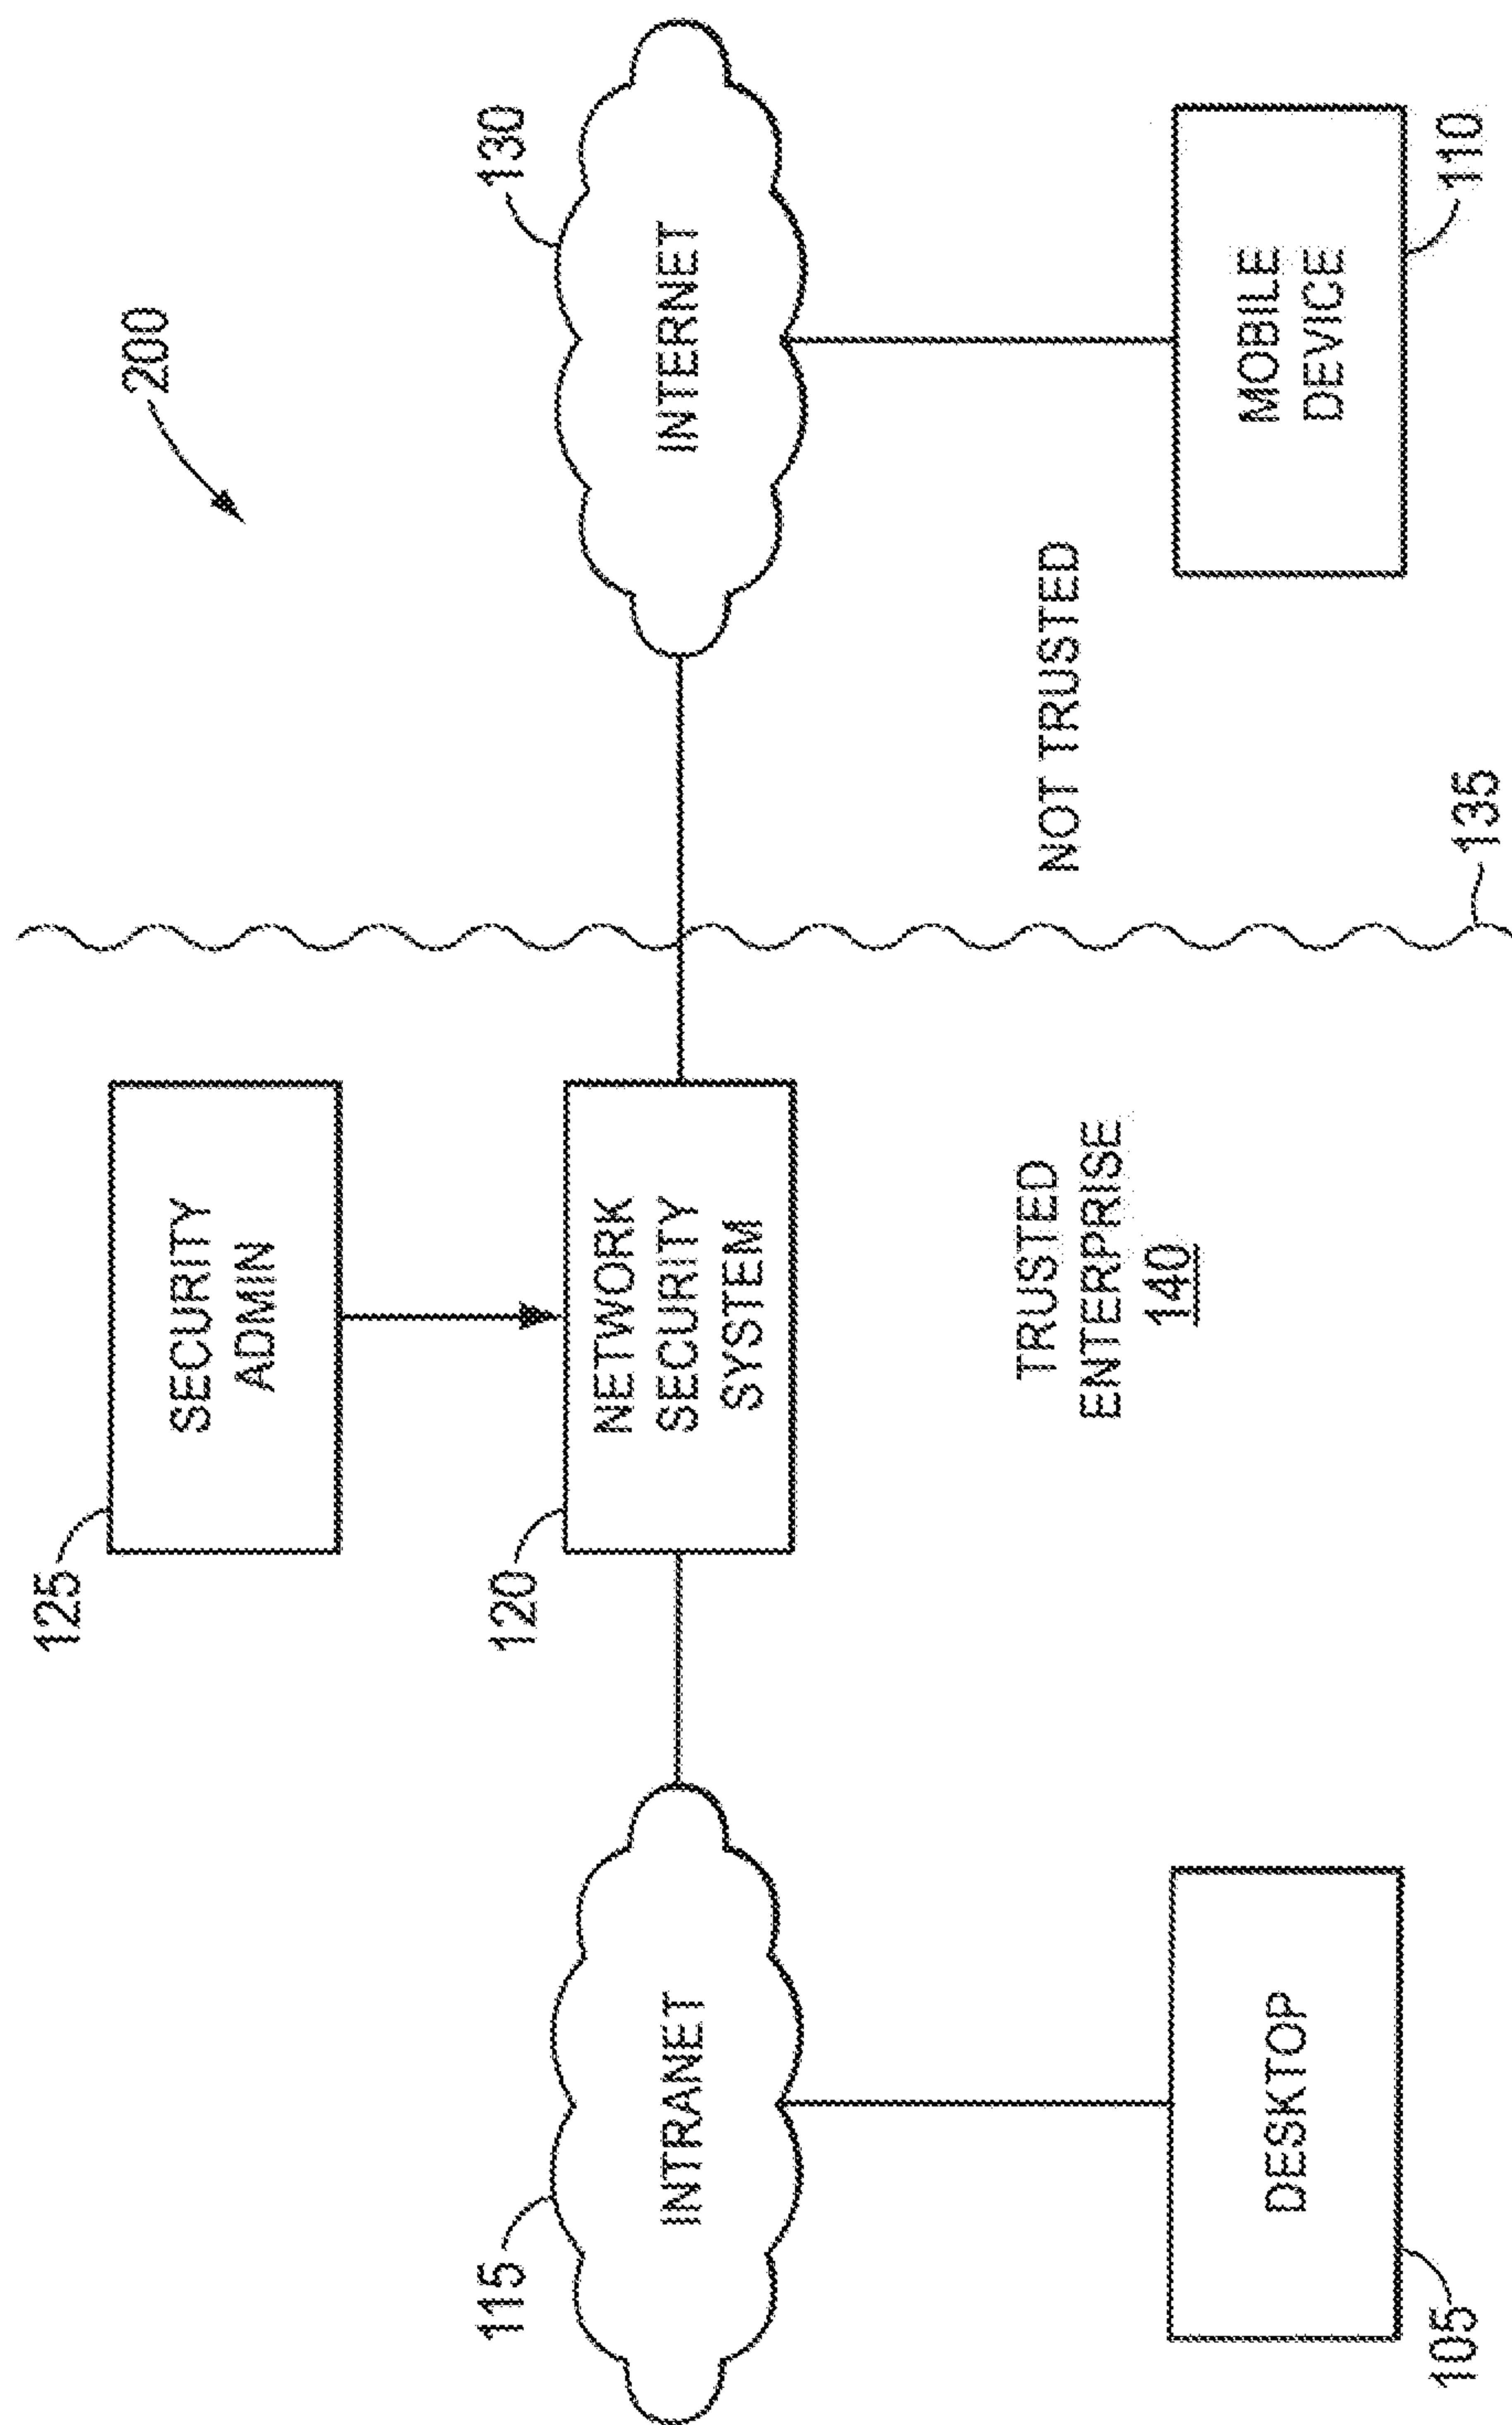 200
125
SECURITY
ADMIN
130
INTERNET
120
NETWORK
SECURITY
SYSTEM
115
INTRANET
NOT TRUSTED
TRUSTED
ENTERPRISE
140
MOBILE
DEVICE
110
DESKTOP
105
135